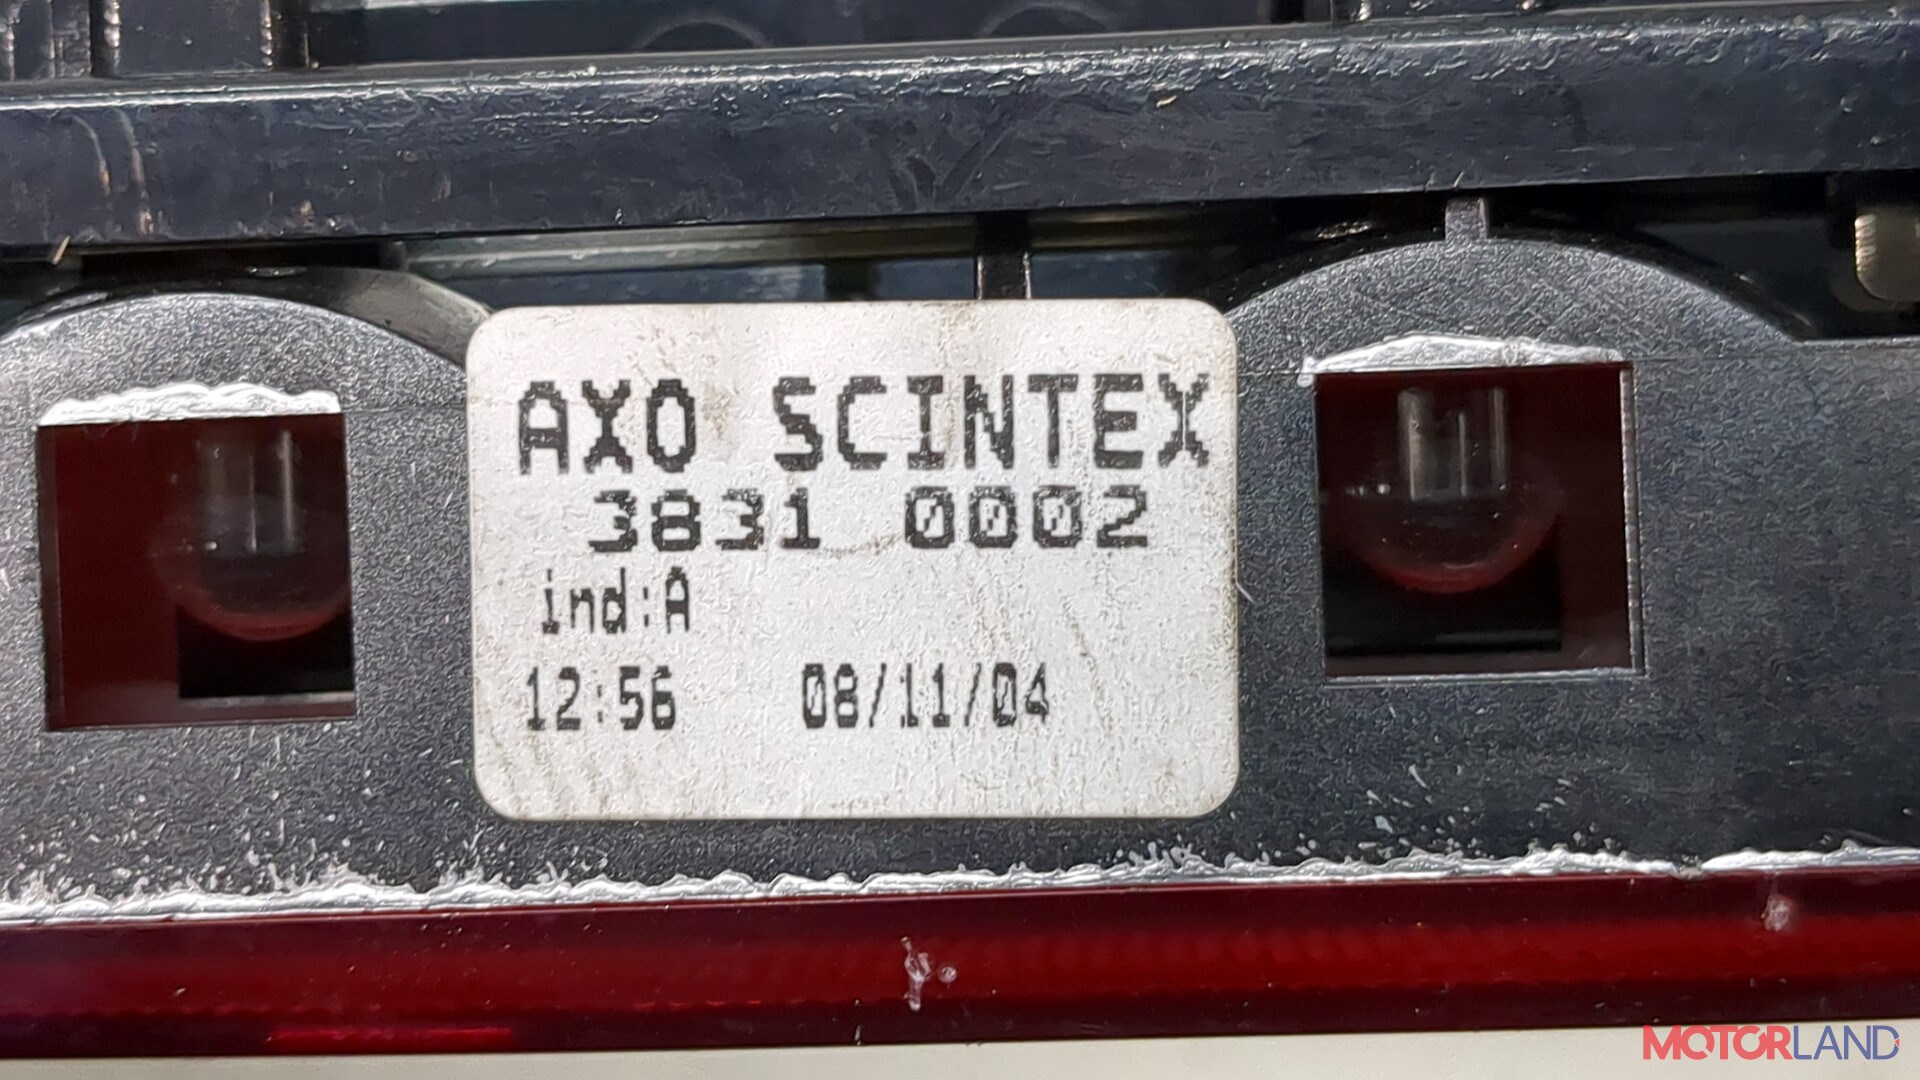 AXO SCINTEX
3831 0002
ind:A
12:56 08/11/04
MOTORLAND